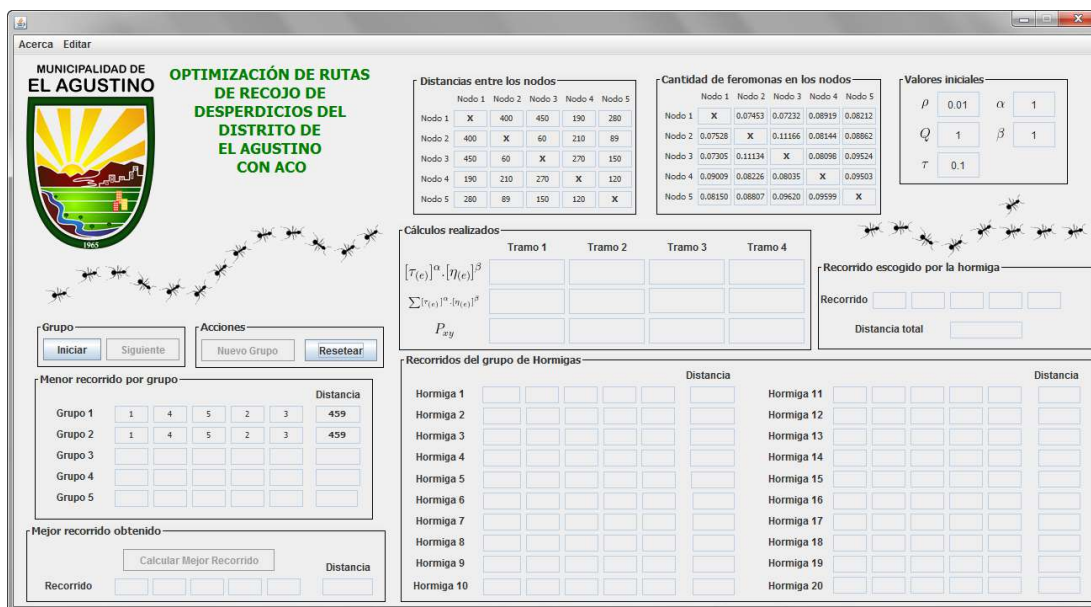 Acerca Editar
MUNICIPALIDAD DE
EL AGUSTINO
1965
OPTIMIZACIÓN DE RUTAS
DE RECOJO DE
DESPERDICIOS DEL
DISTRITO DE
EL AGUSTINO
CON ACO
Distancias entre los nodos
Nodo 1 Nodo 2 Nodo 3 Nodo 4 Nodo 5
Nodo 1 X 400 450 190 280
Nodo 2 400 X 60 210 89
Nodo 3 450 60 X 270 150
Nodo 4 190 210 270 X 120
Nodo 5 280 89 150 120 X
Cantidad de feromonas en los nodos
Nodo 1 Nodo 2 Nodo 3 Nodo 4 Nodo 5
Nodo 1 X 0.07453 0.07232 0.08919 0.08212
Nodo 2 0.07528 X 0.11166 0.08144 0.08862
Nodo 3 0.07305 0.11134 X 0.08098 0.09524
Nodo 4 0.09009 0.08226 0.08035 X 0.09503
Nodo 5 0.08150 0.08807 0.09620 0.09599 X
Valores iniciales
ρ 0.01 α 1
Q 1 β 1
τ 0.1
Cálculos realizados
Tramo 1 Tramo 2 Tramo 3 Tramo 4
[τ(e)]^α.[η(e)]^β
∑[τ(e)]^α.[η(e)]^β
Pxy
Recorrido escogido por la hormiga
Recorrido
Distancia total
Grupo
Iniciar Siguiente
Acciones
Nuevo Grupo Resetear
Menor recorrido por grupo
Distancia
Grupo 1 1 4 5 2 3 459
Grupo 2 1 4 5 2 3 459
Grupo 3
Grupo 4
Grupo 5
Mejor recorrido obtenido
Calcular Mejor Recorrido
Distancia
Recorrido
Recorridos del grupo de Hormigas
Distancia
Hormiga 1
Hormiga 2
Hormiga 3
Hormiga 4
Hormiga 5
Hormiga 6
Hormiga 7
Hormiga 8
Hormiga 9
Hormiga 10
Distancia
Hormiga 11
Hormiga 12
Hormiga 13
Hormiga 14
Hormiga 15
Hormiga 16
Hormiga 17
Hormiga 18
Hormiga 19
Hormiga 20